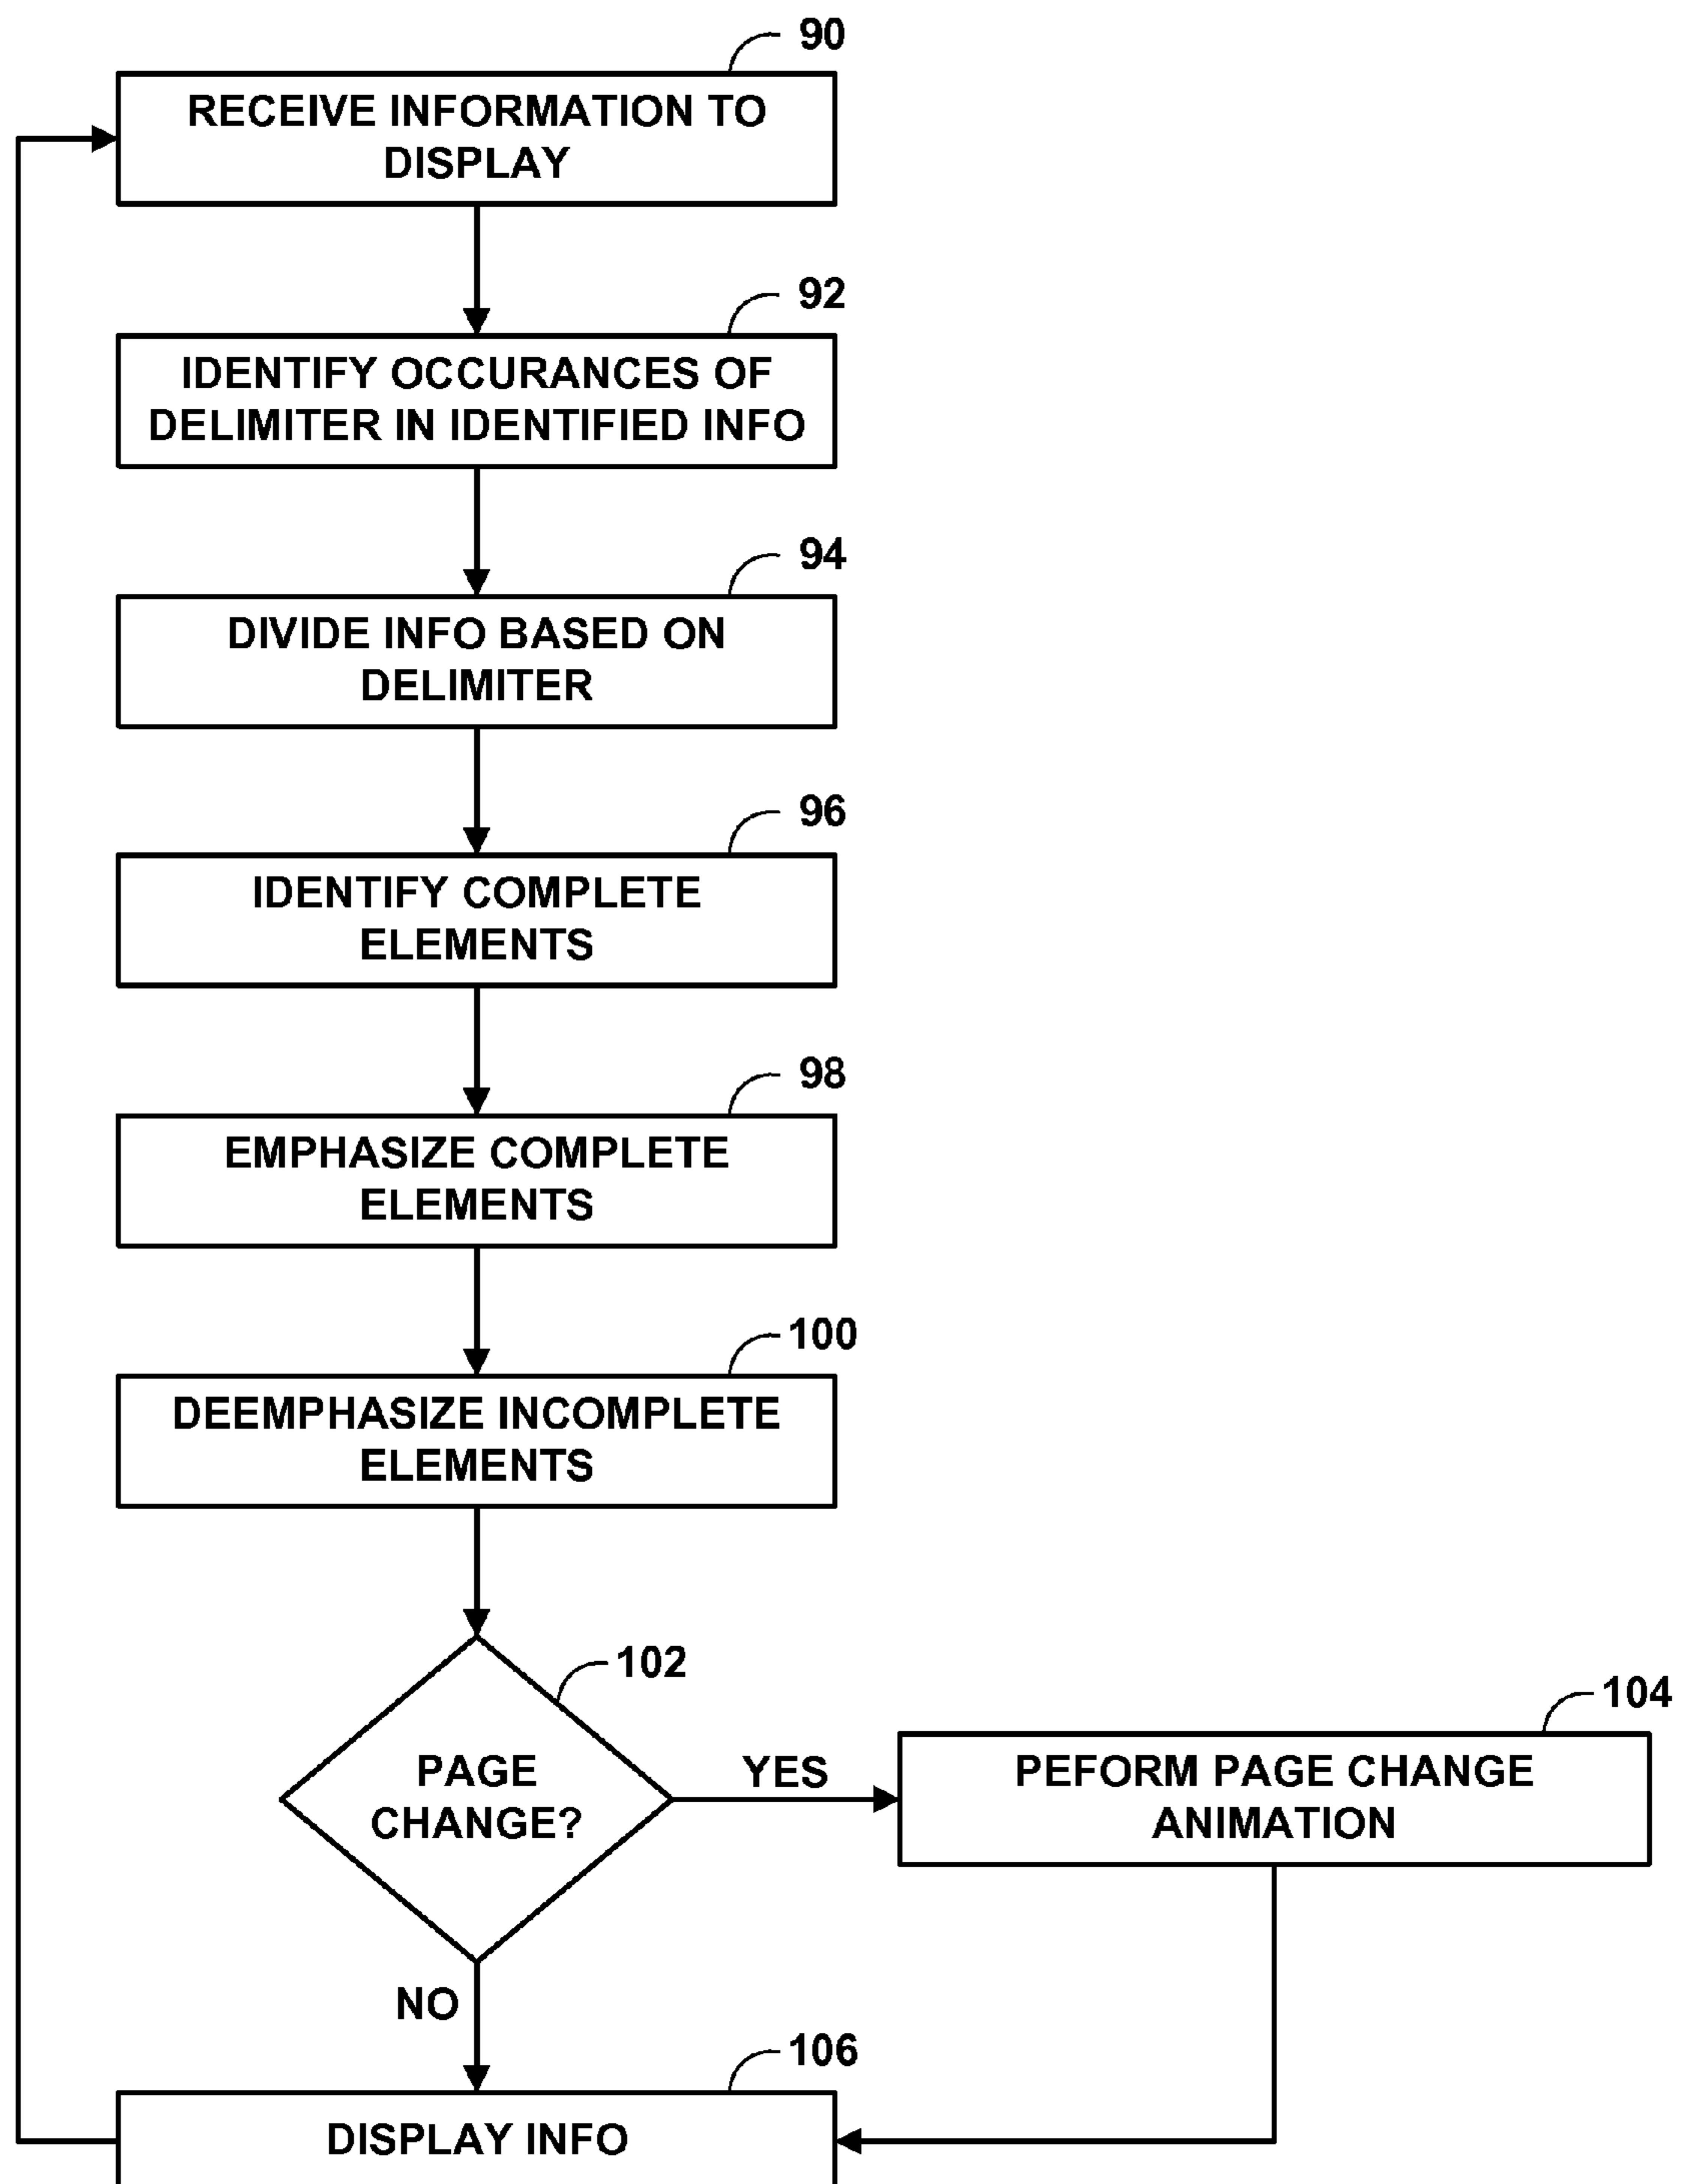 90
RECEIVE INFORMATION TO
DISPLAY
92
IDENTIFY OCCURANCES OF
DELIMITER IN IDENTIFIED INFO
94
DIVIDE INFO BASED ON
DELIMITER
96
IDENTIFY COMPLETE
ELEMENTS
98
EMPHASIZE COMPLETE
ELEMENTS
100
DEEMPHASIZE INCOMPLETE
ELEMENTS
102
PAGE
CHANGE?
YES
104
PEFORM PAGE CHANGE
ANIMATION
NO
106
DISPLAY INFO